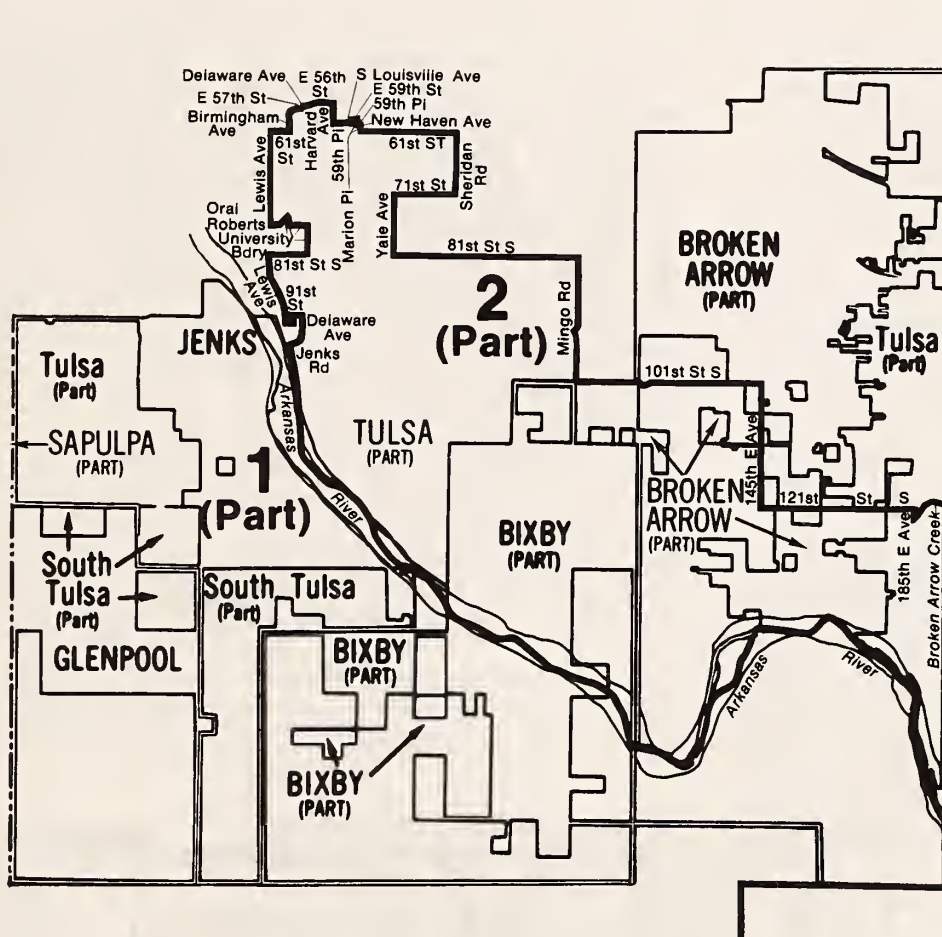 Delaware Ave
E 56th
St
S Louisville Ave
E 57th St
E 59th St
59th Pl
Birmingham
Ave
New Haven Ave
Harvard
Ave
61st
St
59th Pl
61st ST
Lewis Ave
Marion Pl
71st St
Sheridan
Rd
Yale Ave
Oral
Roberts
University
Bdry
81st St S
81st St S
Lewis
Ave
91st
St
Delaware
Ave
Jenks
Rd
2
(Part)
Mingo Rd
BROKEN
ARROW
(PART)
Tulsa
(Part)
JENKS
Tulsa
(Part)
SAPULPA
(PART)
Arkansas
River
TULSA
(PART)
1
(Part)
101st St S
145th E Ave
BROKEN
ARROW
(PART)
121st St S
185th E Ave
Broken Arrow Creek
BIXBY
(PART)
South
Tulsa
(Part)
South Tulsa
(Part)
GLENPOOL
BIXBY
(PART)
BIXBY
(PART)
Arkansas
River